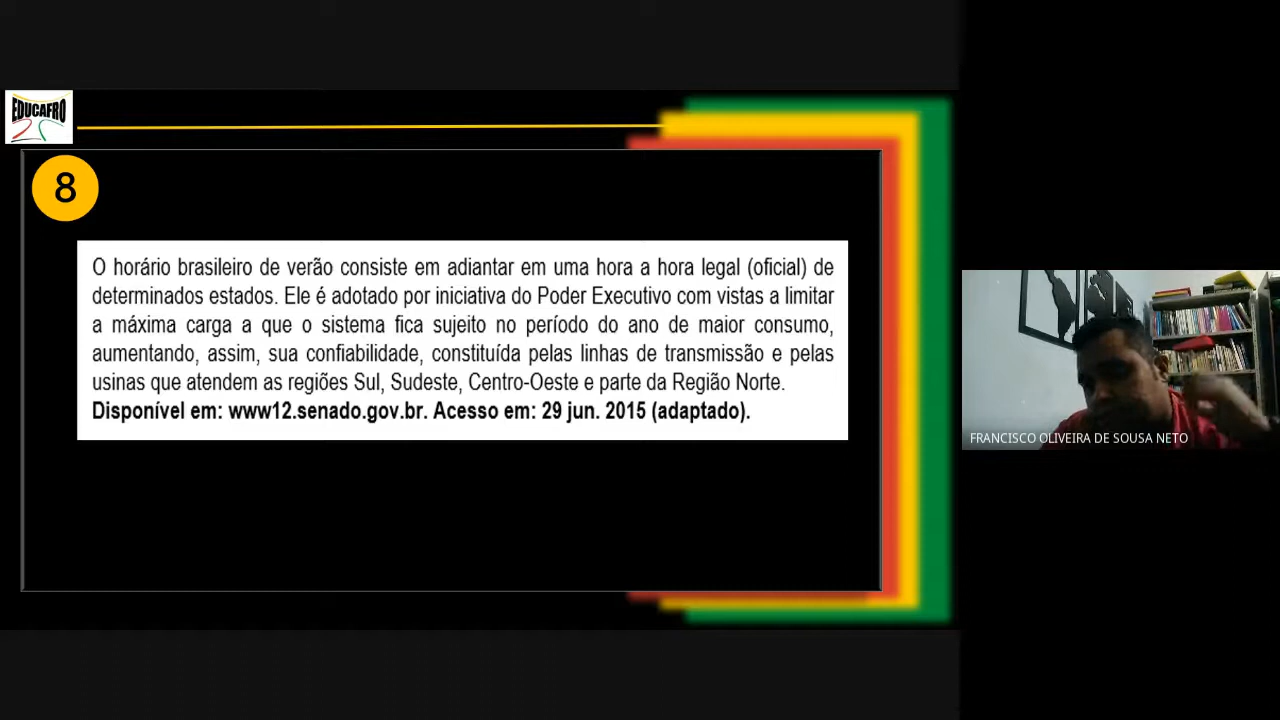 EDUCAFRO
8
O horário brasileiro de verão consiste em adiantar em uma hora a hora legal (oficial) de
determinados estados. Ele é adotado por iniciativa do Poder Executivo com vistas a limitar
a máxima carga a que o sistema fica sujeito no período do ano de maior consumo,
aumentando, assim, sua confiabilidade, constituída pelas linhas de transmissão e pelas
usinas que atendem as regiões Sul, Sudeste, Centro-Oeste e parte da Região Norte.
Disponível em: www12.senado.gov.br. Acesso em: 29 jun. 2015 (adaptado).
FRANCISCO OLIVEIRA DE SOUSA NETO